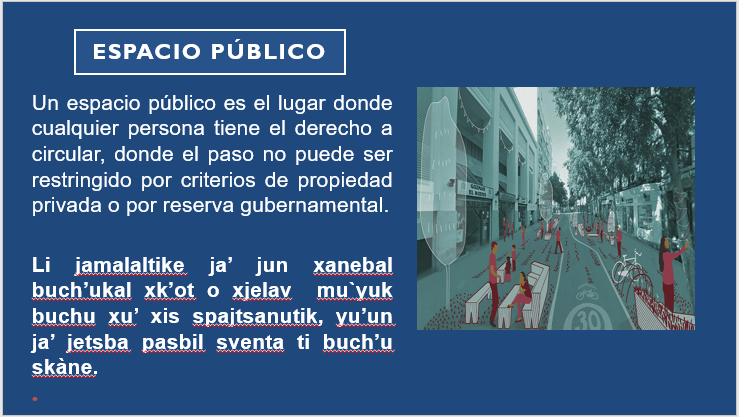 ESPACIO PÚBLICO
Un espacio público es el lugar donde
cualquier persona tiene el derecho a
circular, donde el paso no puede ser
restringido por criterios de propiedad
privada o por reserva gubernamental.
Li jamalaltike ja’ jun xanebal
buch’ukal xk’ot o xjelav mu`yuk
buchu xu’ xis spajtsanutik, yu’un
ja’ jetsba pasbil sventa ti buch’u
skàne.
30